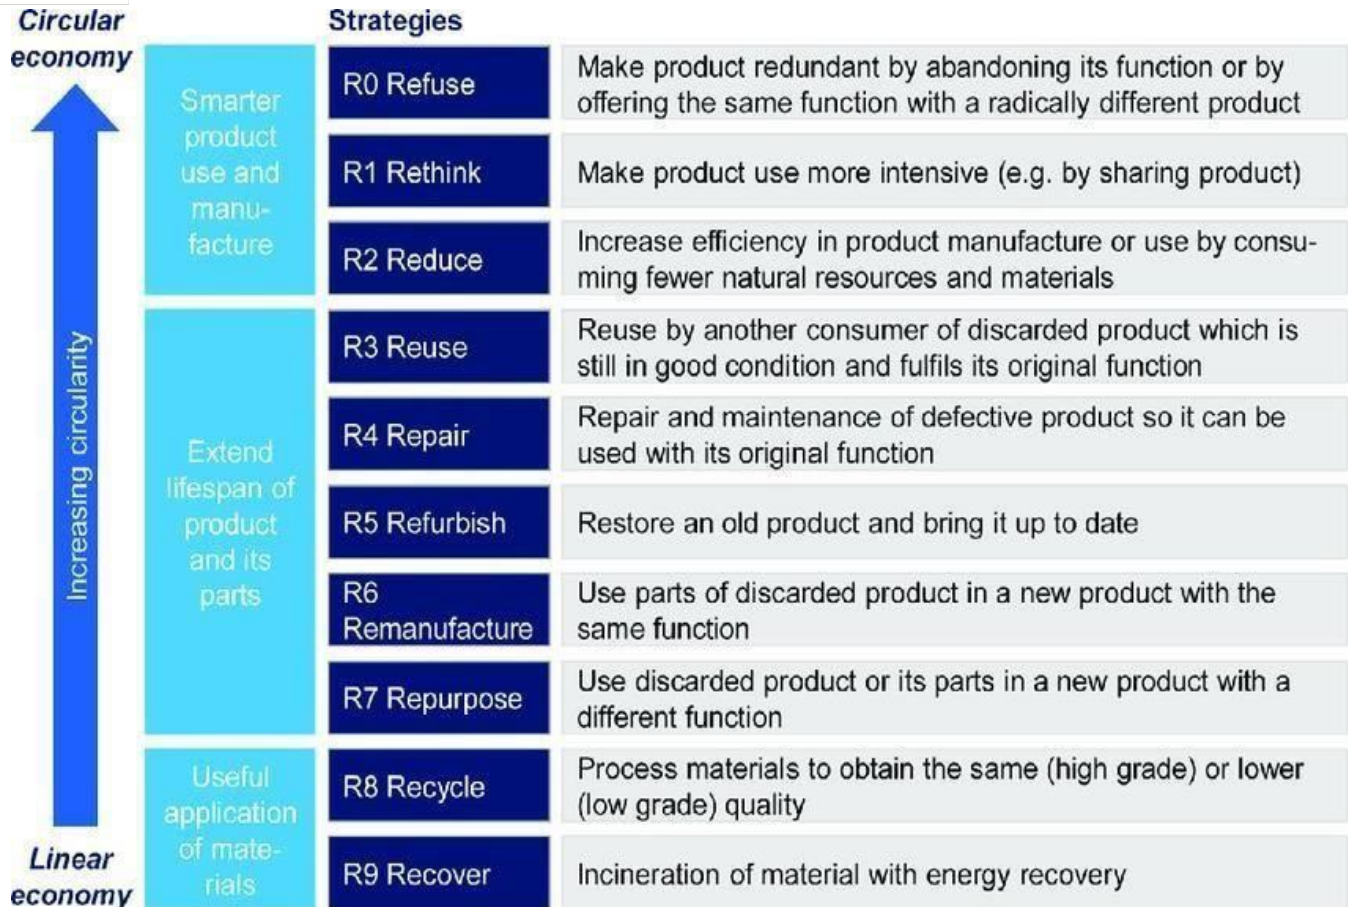 Circular
economy
Strategies
Smarter
product
use and
manu-
facture
R0 Refuse
Make product redundant by abandoning its function or by
offering the same function with a radically different product
R1 Rethink
Make product use more intensive (e.g. by sharing product)
R2 Reduce
Increase efficiency in product manufacture or use by consu-
ming fewer natural resources and materials
Increasing circularity
Extend
lifespan of
product
and its
parts
R3 Reuse
Reuse by another consumer of discarded product which is
still in good condition and fulfils its original function
R4 Repair
Repair and maintenance of defective product so it can be
used with its original function
R5 Refurbish
Restore an old product and bring it up to date
R6
Remanufacture
Use parts of discarded product in a new product with the
same function
R7 Repurpose
Use discarded product or its parts in a new product with a
different function
Useful
application
of mate-
rials
R8 Recycle
Process materials to obtain the same (high grade) or lower
(low grade) quality
R9 Recover
Incineration of material with energy recovery
Linear
economy